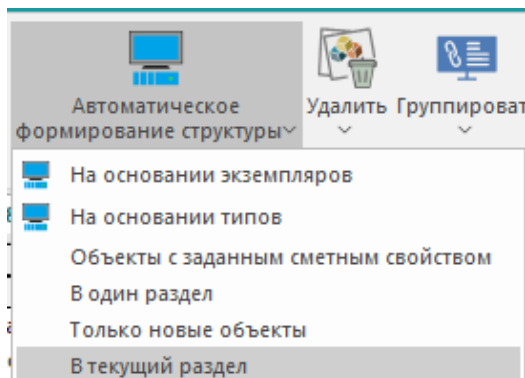 Автоматическое
формирование структуры
Удалить
Группироват
На основании экземпляров
На основании типов
Объекты с заданным сметным свойством
В один раздел
Только новые объекты
В текущий раздел